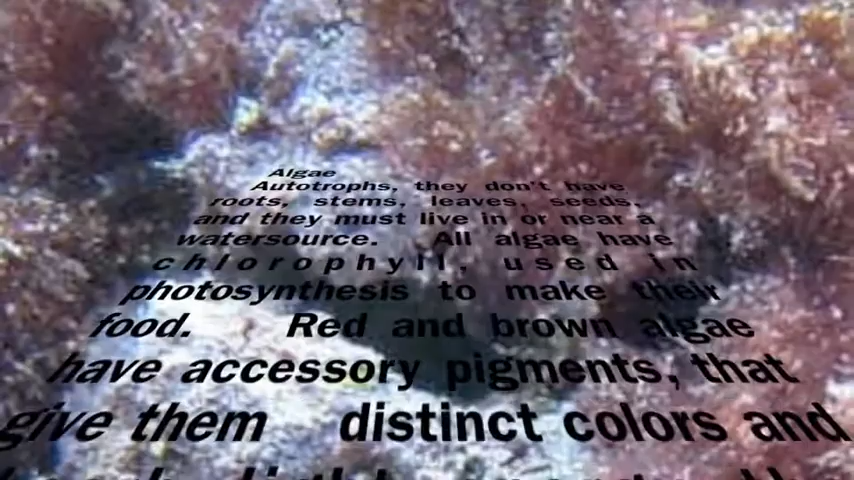 Algae
Autotrophs, they don't have
roots, stems, leaves, seeds,
and they must live in or near a
watersource. All algae have
chlorophyll, used in
photosynthesis to make their
food. Red and brown algae
have accessory pigments, that
give them distinct colors and